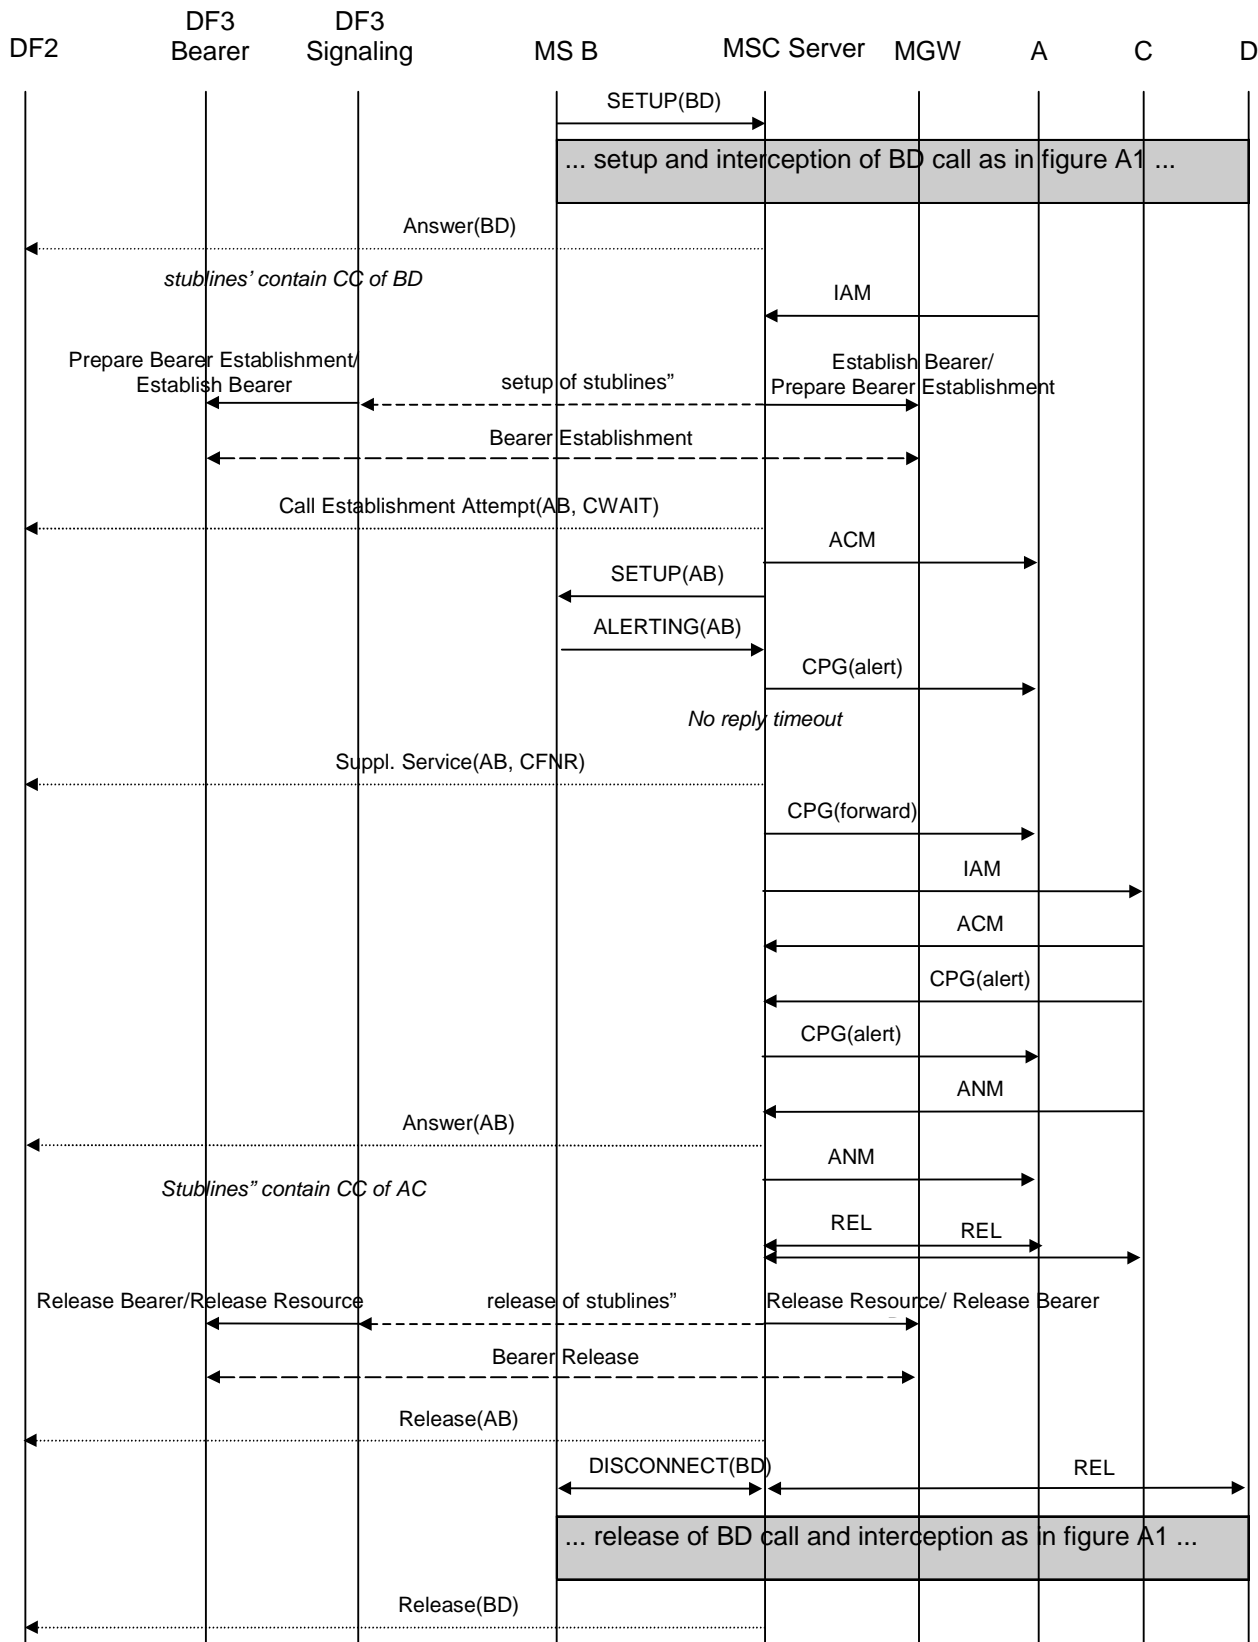 DF2
DF3
Bearer
DF3
Signaling
MS B
MSC Server
MGW
A
C
D
SETUP(BD)
... setup and interception of BD call as in figure A1 ...
Answer(BD)
stublines’ contain CC of BD
IAM
Prepare Bearer Establishment/
Establish Bearer
setup of stublines”
Establish Bearer/
Prepare Bearer Establishment
Bearer Establishment
Call Establishment Attempt(AB, CWAIT)
ACM
SETUP(AB)
ALERTING(AB)
CPG(alert)
No reply timeout
Suppl. Service(AB, CFNR)
CPG(forward)
IAM
ACM
CPG(alert)
CPG(alert)
ANM
Answer(AB)
ANM
Stublines” contain CC of AC
REL
REL
Release Bearer/Release Resource
release of stublines”
Release Resource/ Release Bearer
Bearer Release
Release(AB)
DISCONNECT(BD)
REL
... release of BD call and interception as in figure A1 ...
Release(BD)